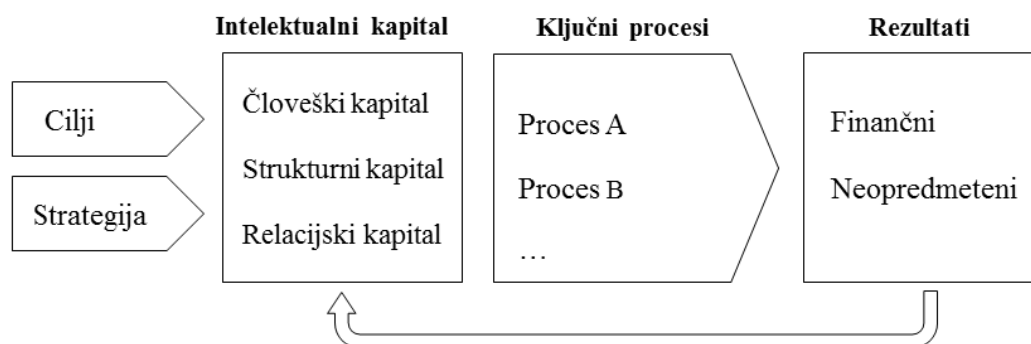 Intelektualni kapital
Ključni procesi
Rezultati
Cilji
Strategija
Človeški kapital
Strukturni kapital
Relacijski kapital
Proces A
Proces B
…
Finančni
Neopredmeteni